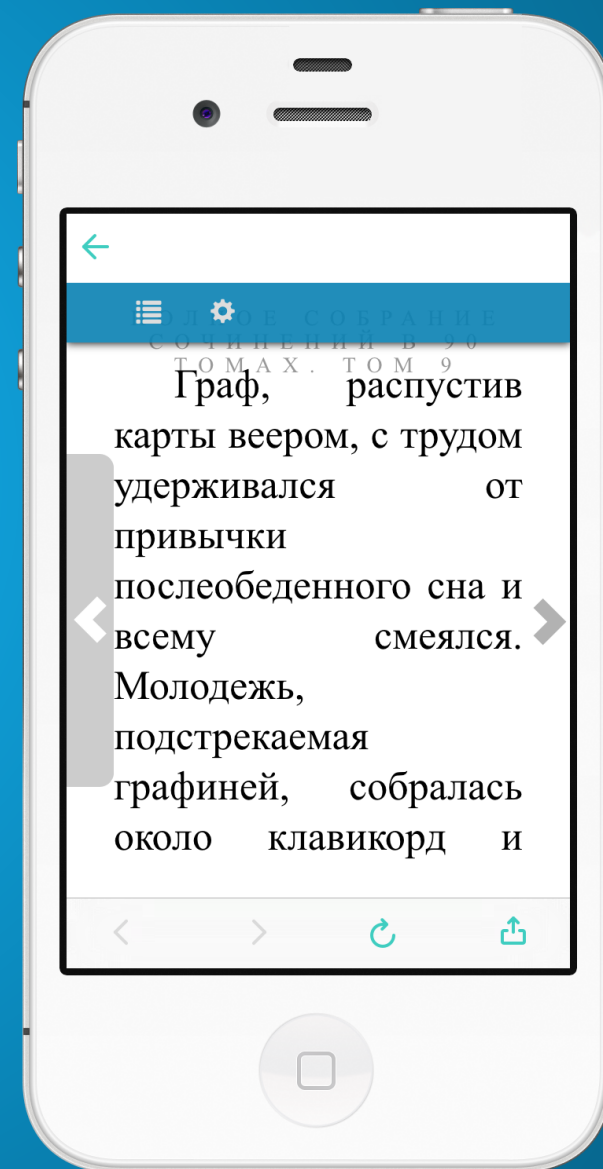 ПОЛНОЕ СОБРАНИЕ
СОЧИНЕНИЙ В 90
ТОМАХ. ТОМ 9
Граф, распустив
карты веером, с трудом
удерживался от
привычки
послеобеденного сна и
всему смеялся.
Молодежь,
подстрекаемая
графиней, собралась
около клавикорд и